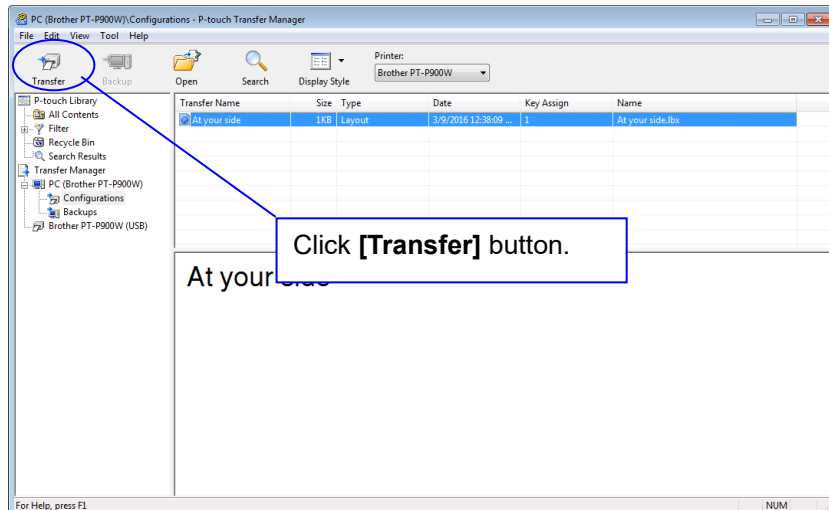 PC (Brother PT-P900W)\Configurations - P-touch Transfer Manager
File Edit View Tool Help
Transfer Backup Open Search Display Style Printer:
Brother PT-P900W
P-touch Library
All Contents
Filter
Recycle Bin
Search Results
Transfer Manager
PC (Brother PT-P900W)
Configurations
Backups
Brother PT-P900W (USB)
Transfer Name Size Type Date Key Assign Name
At your side 1KB Layout 3/9/2016 12:38:09 ... 1 At your side.lbx
Click [Transfer] button.
At your side
For Help, press F1 NUM